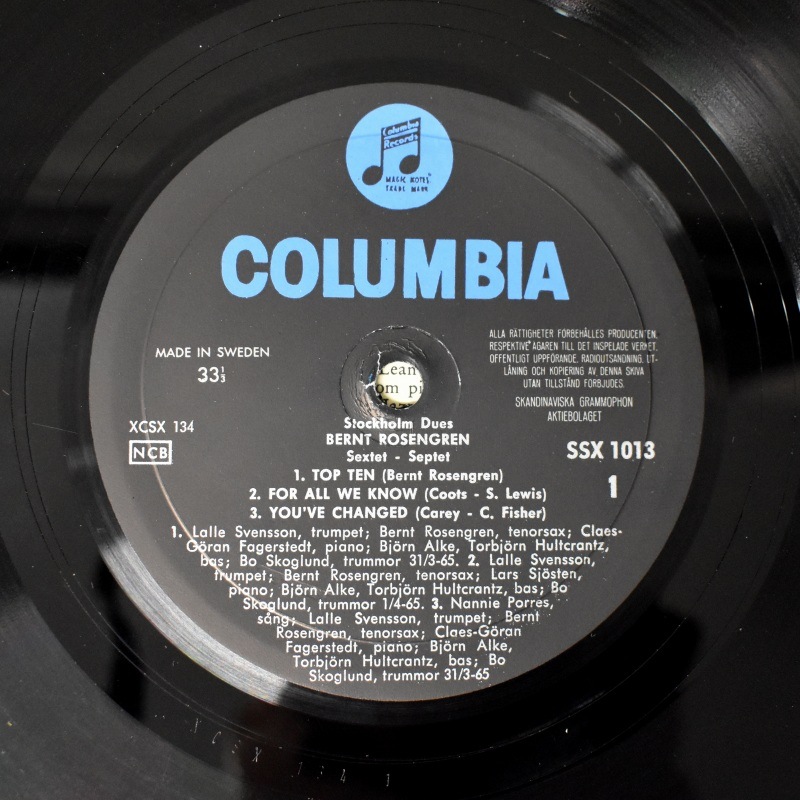 Columbia
Records
MAGIC NOTES
TRADE MARK
COLUMBIA
MADE IN SWEDEN
33⅓
ALLA RÄTTIGHETER FÖRBEHÅLLES PRODUCENTEN,
RESPEKTIVE ÄGAREN TILL DET INSPELADE VERKET.
OFFENTLIGT UPPFÖRANDE, RADIOUTSÄNDNING, UT-
LÅNING OCH KOPIERING AV DENNA SKIVA
UTAN TILLSTÅND FÖRBJUDES.
SKANDINAVISKA GRAMMOPHON
AKTIEBOLAGET
Lean
om pi
XCSX 134
NCB
SSX 1013
1
Stockholm Dues
BERNT ROSENGREN
Sextet - Septet
1. TOP TEN (Bernt Rosengren)
2. FOR ALL WE KNOW (Coots - S. Lewis)
3. YOU'VE CHANGED (Carey - C. Fisher)
1. Lalle Svensson, trumpet; Bernt Rosengren, tenorsax; Claes-
Göran Fagerstedt, piano; Björn Alke, Torbjörn Hultcrantz,
bas; Bo Skoglund, trummor 31/3-65. 2. Lalle Svensson,
trumpet; Bernt Rosengren, tenorsax; Lars Sjösten,
piano; Björn Alke, Torbjörn Hultcrantz, bas; Bo
Skoglund, trummor 1/4-65. 3. Nannie Porres,
sång; Lalle Svensson, trumpet; Bernt
Rosengren, tenorsax; Claes-Göran
Fagerstedt, piano; Björn Alke,
Torbjörn Hultcrantz, bas; Bo
Skoglund, trummor 31/3-65
XCSX 134 1